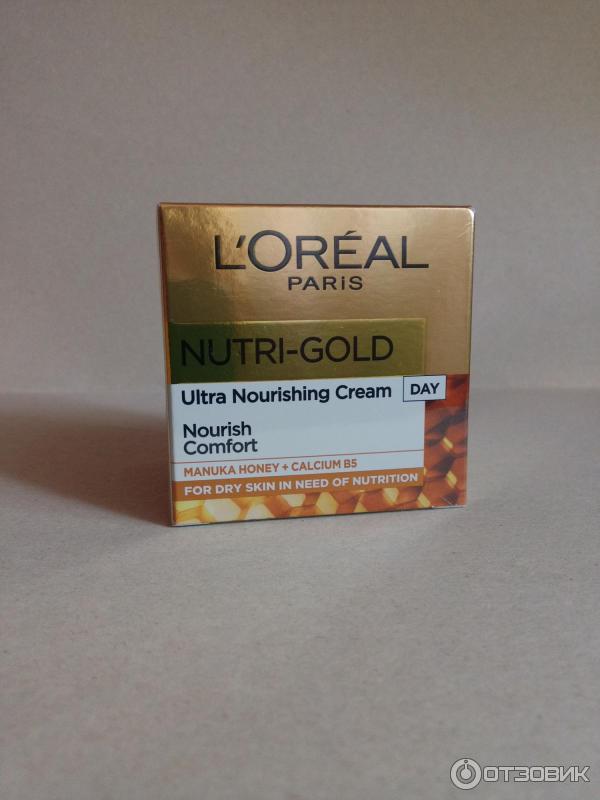 L'ORÉAL
PARiS
NUTRI-GOLD
Ultra Nourishing Cream DAY
Nourish
Comfort
MANUKA HONEY + CALCIUM B5
FOR DRY SKIN IN NEED OF NUTRITION
ОТЗОВИК